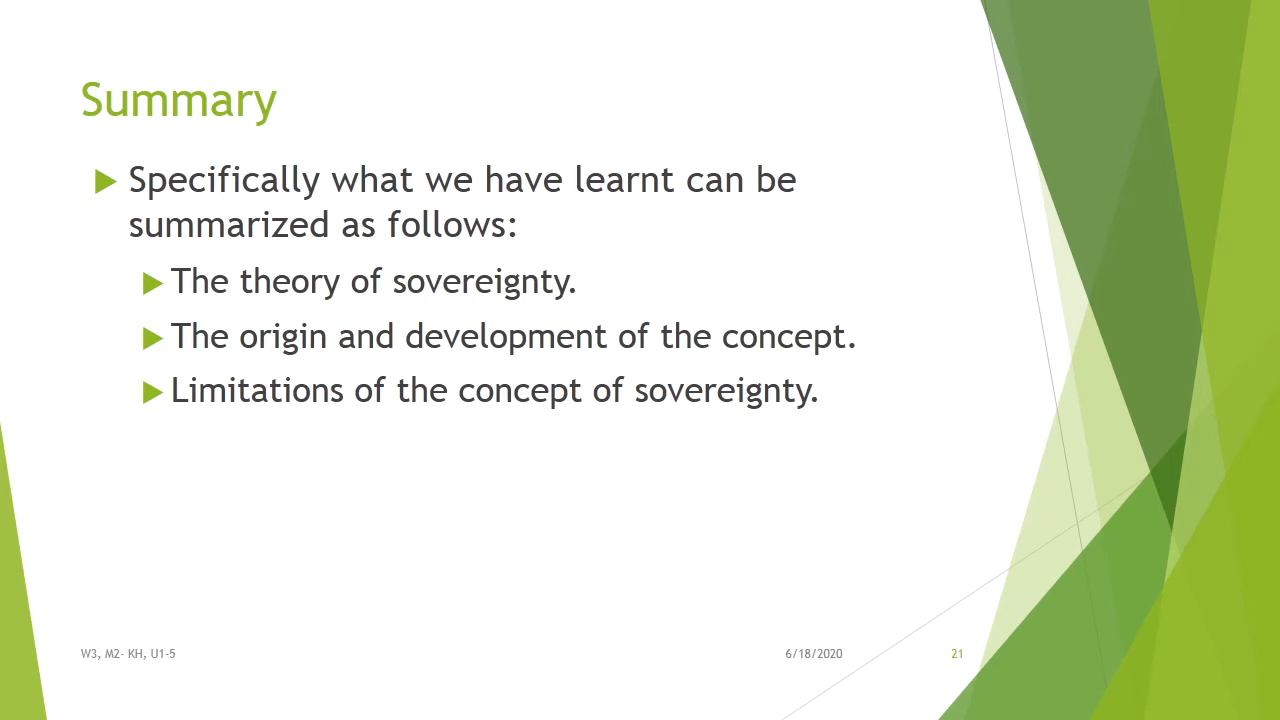 Summary
Specifically what we have learnt can be
summarized as follows:
The theory of sovereignty.
The origin and development of the concept.
Limitations of the concept of sovereignty.
W3, M2- KH, U1-5
6/18/2020
21